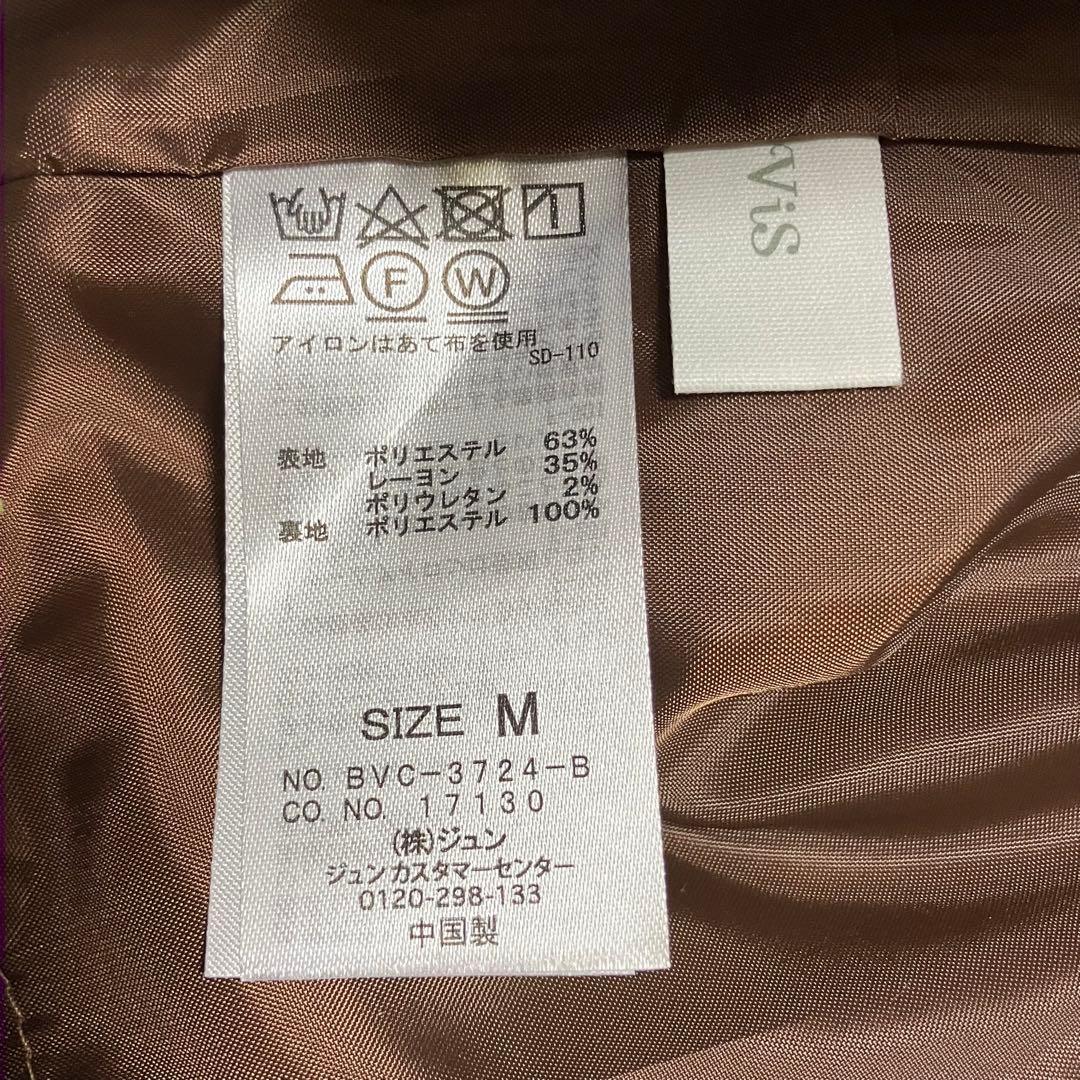 ViS
F W
アイロンはあて布を使用
SD-110
表地 ポリエステル 63%
レーヨン 35%
ポリウレタン 2%
裏地 ポリエステル 100%
SIZE M
NO. BVC-3724-B
CO. NO. 17130
(株)ジュン
ジュンカスタマーセンター
0120-298-133
中国製